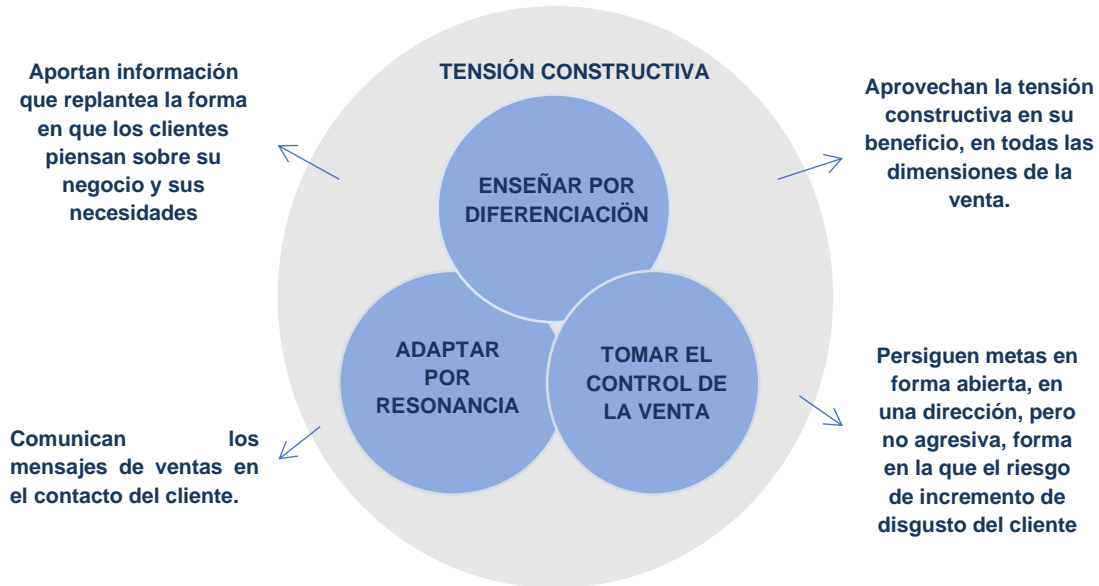 Aportan información
que replantea la forma
en que los clientes
piensan sobre su
negocio y sus
necesidades
TENSIÓN CONSTRUCTIVA
Aprovechan la tensión
constructiva en su
beneficio, en todas las
dimensiones de la
venta.
ENSEÑAR POR
DIFERENCIACIÖN
ADAPTAR
POR
RESONANCIA
TOMAR EL
CONTROL DE
LA VENTA
Comunican los
mensajes de ventas en
el contacto del cliente.
Persiguen metas en
forma abierta, en
una dirección, pero
no agresiva, forma
en la que el riesgo
de incremento de
disgusto del cliente